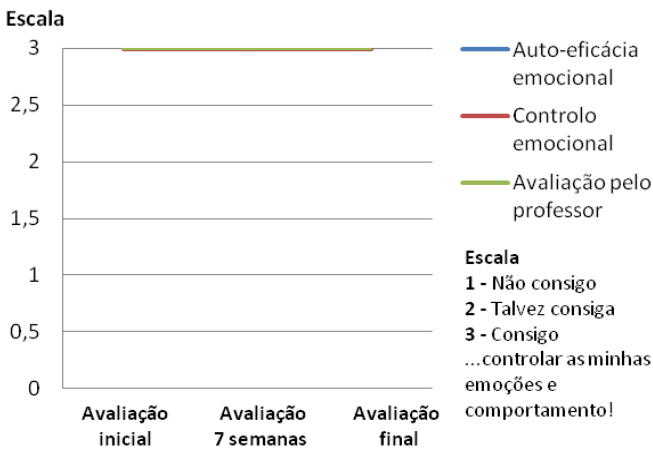 Escala
3
2,5
2
1,5
1
0,5
0
Avaliação
inicial
Avaliação
7 semanas
Avaliação
final
Auto-eficácia
emocional
Controlo
emocional
Avaliação pelo
professor
Escala
1 - Não consigo
2 - Talvez consiga
3 - Consigo
...controlar as minhas
emoções e
comportamento!